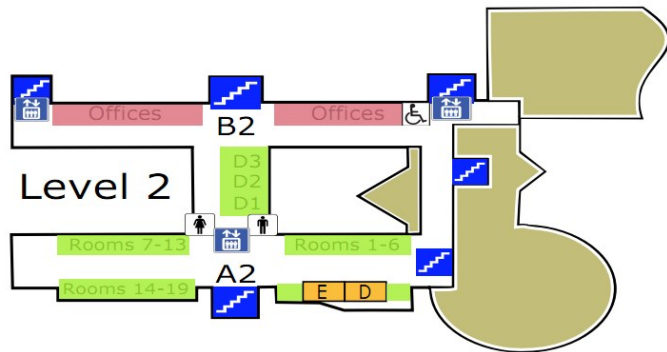 Offices
Offices
B2
D3
D2
D1
Level 2
Rooms 7-13
Rooms 1-6
A2
Rooms 14-19
E
D